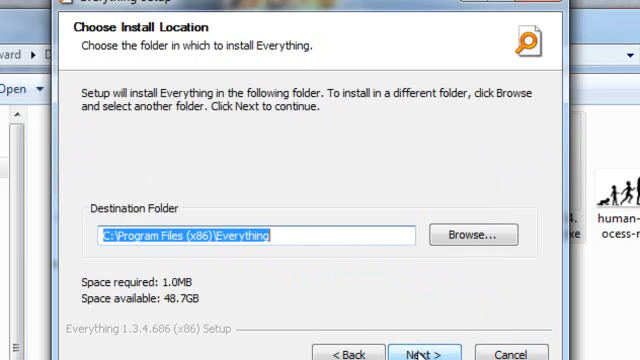 Everything Setup
Choose Install Location
Choose the folder in which to install Everything.
Setup will install Everything in the following folder. To install in a different folder, click Browse
and select another folder. Click Next to continue.
Destination Folder
C:\Program Files (x86)\Everything
Browse...
Space required: 1.0MB
Space available: 48.7GB
Everything 1.3.4.686 (x86) Setup
< Back
Next >
Cancel
ward
Open
4.
exe
human-
ocess-r